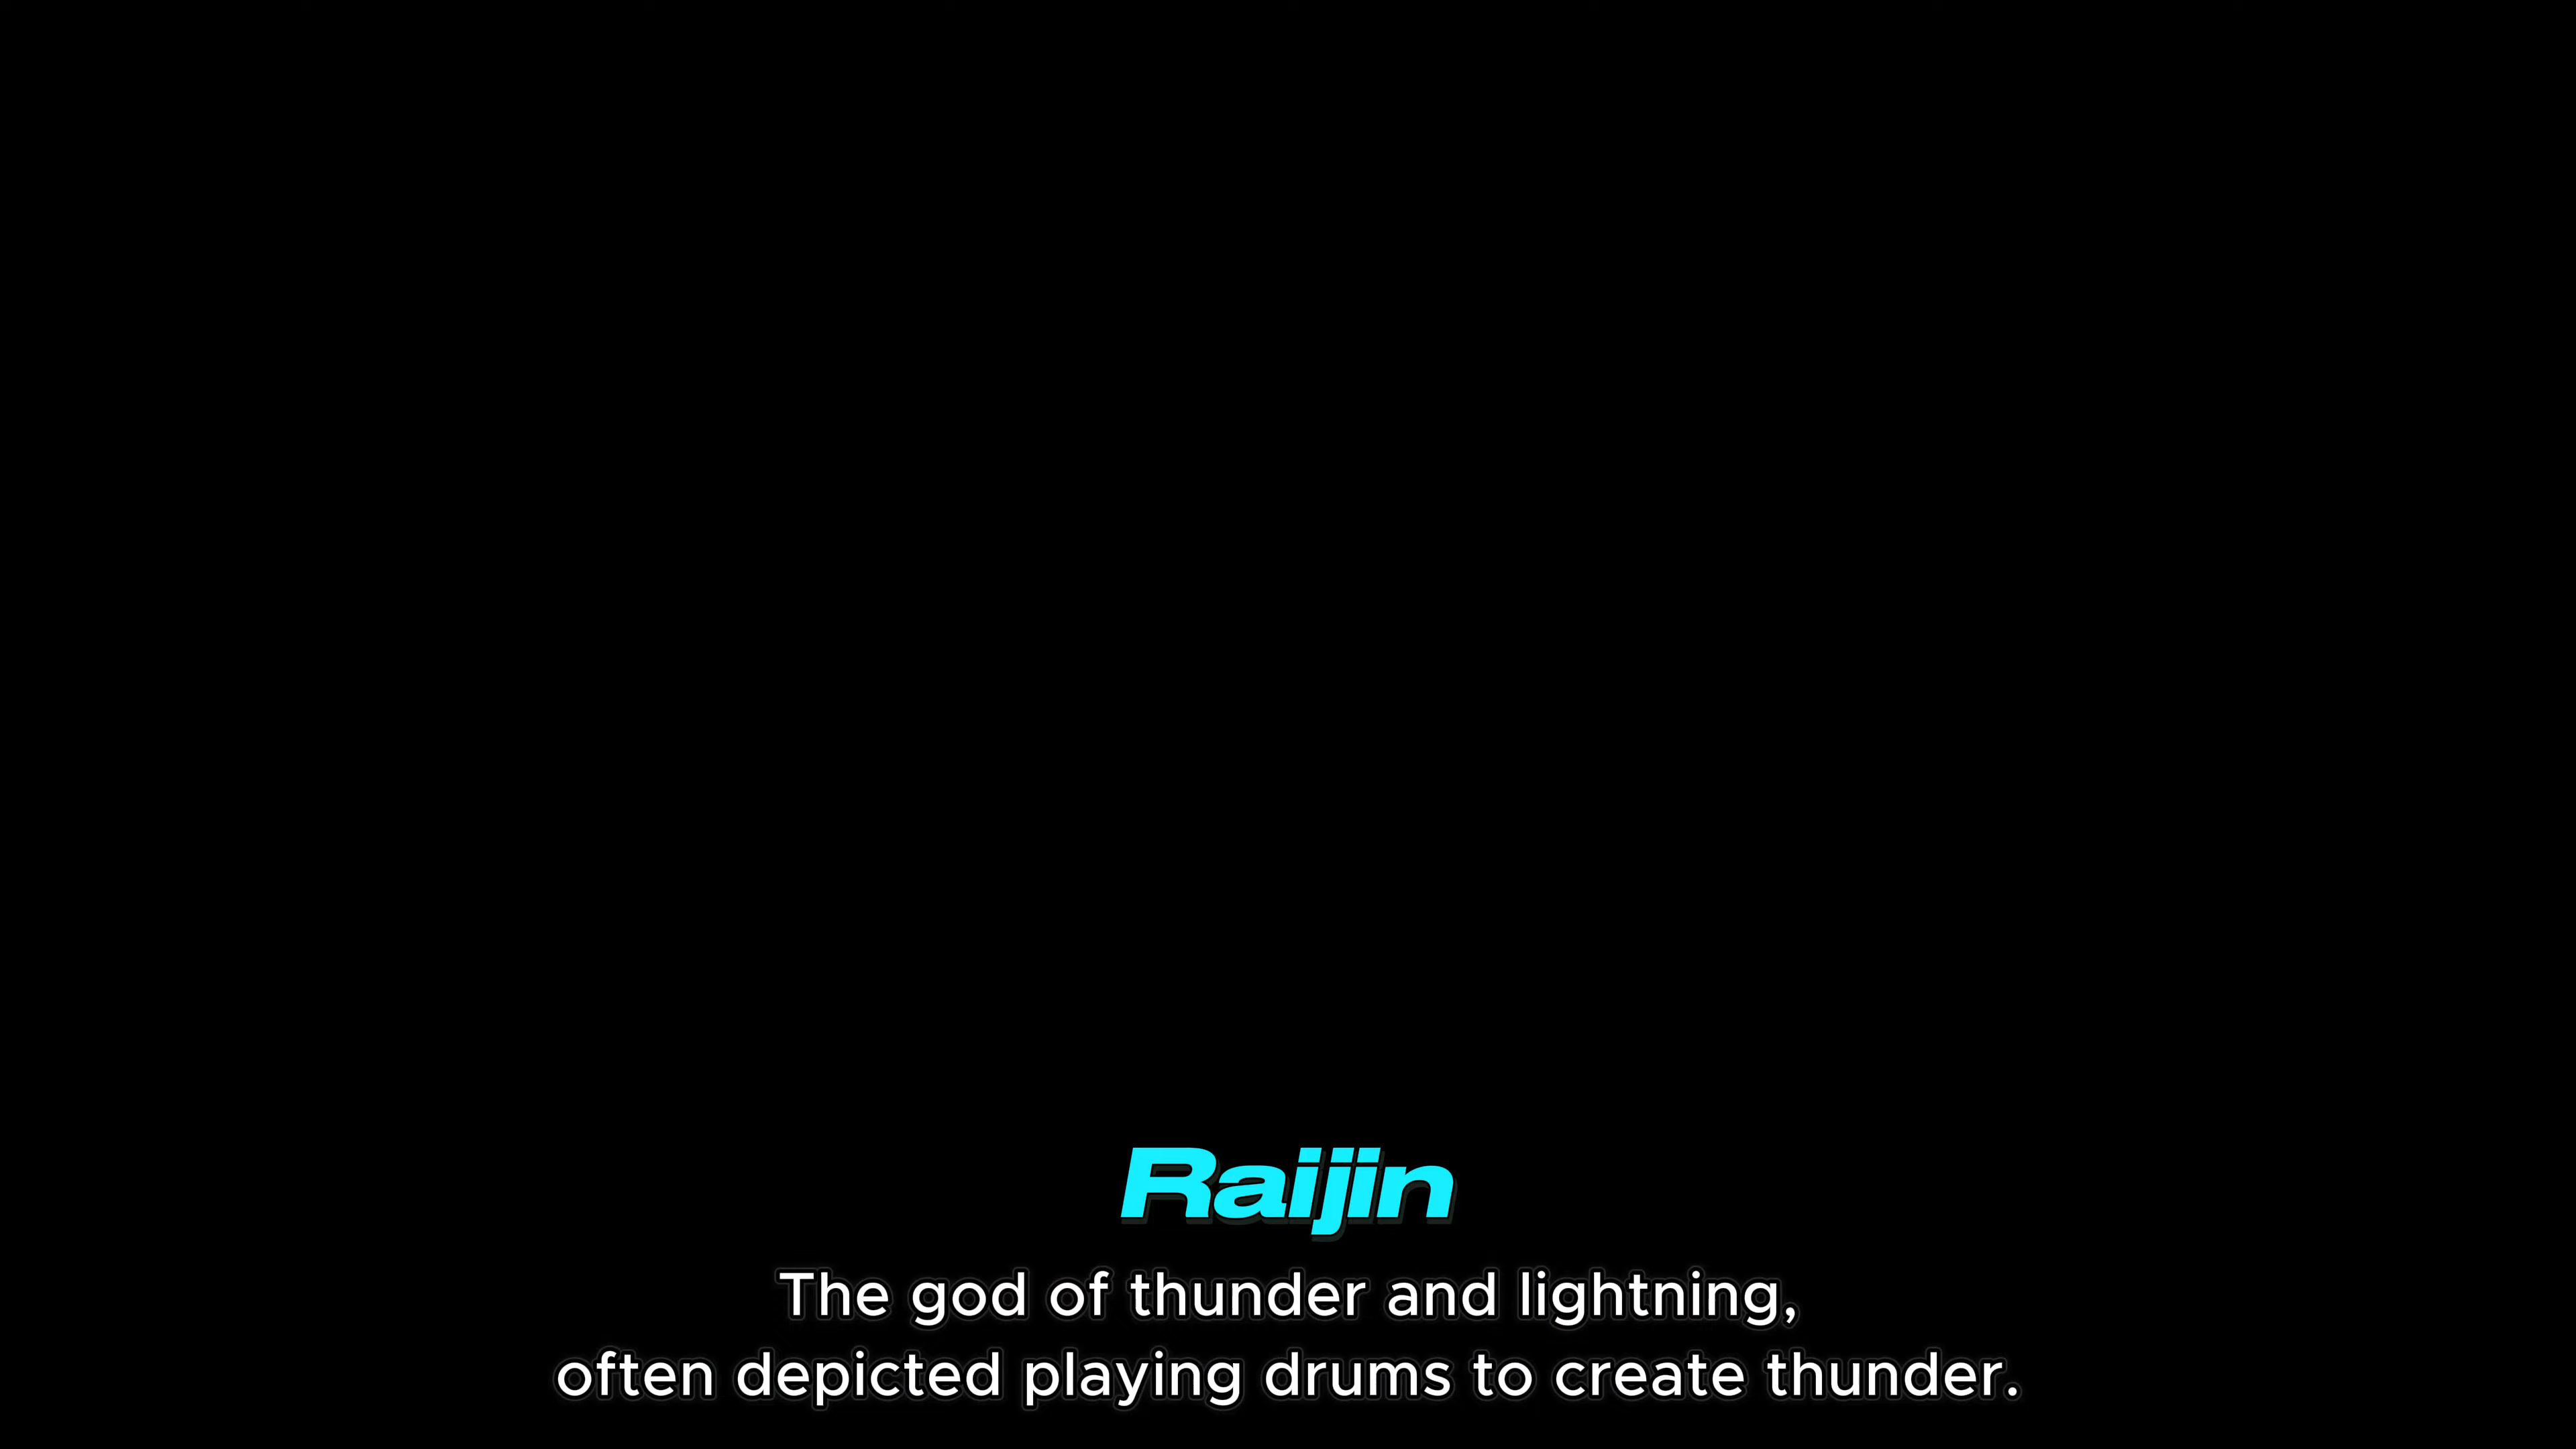 Raijin
The god of thunder and lightning,
often depicted playing drums to create thunder.